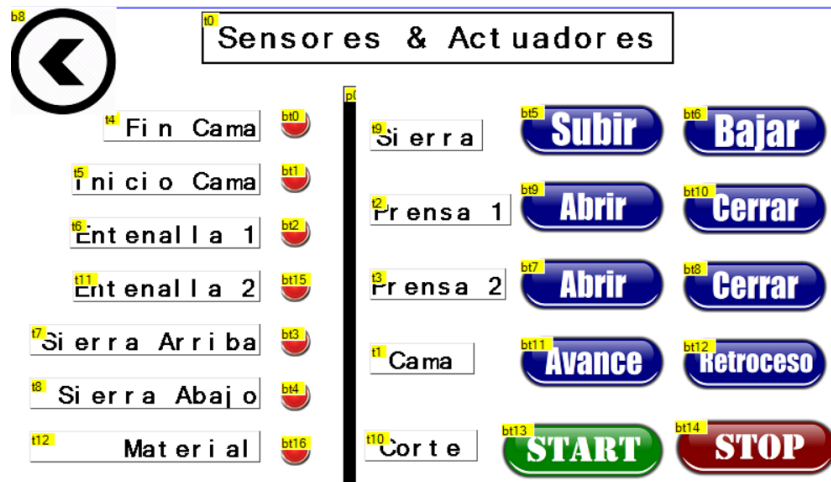 b8
t0
Sensores & Actuadores
p0
t4
Fin Cama
bt0
t9
Sierra
bt5
Subir
bt6
Bajar
t5
Inicio Cama
bt1
t2
Prensa 1
bt9
Abrir
bt10
Cerrar
t6
Entenalla 1
bt2
t11
Entenalla 2
bt15
t3
Prensa 2
bt7
Abrir
bt8
Cerrar
t7
Sierra Arriba
bt3
t1
Cama
bt11
Avance
bt12
Retroceso
t8
Sierra Abajo
bt4
t12
Material
bt16
t10
Corte
bt13
START
bt14
STOP